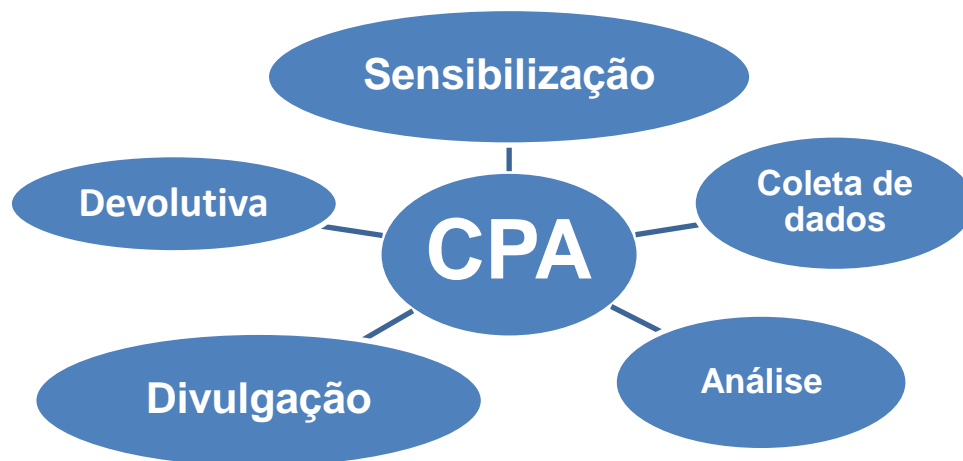 Sensibilização
Devolutiva
Coleta de
dados
CPA
Divulgação
Análise